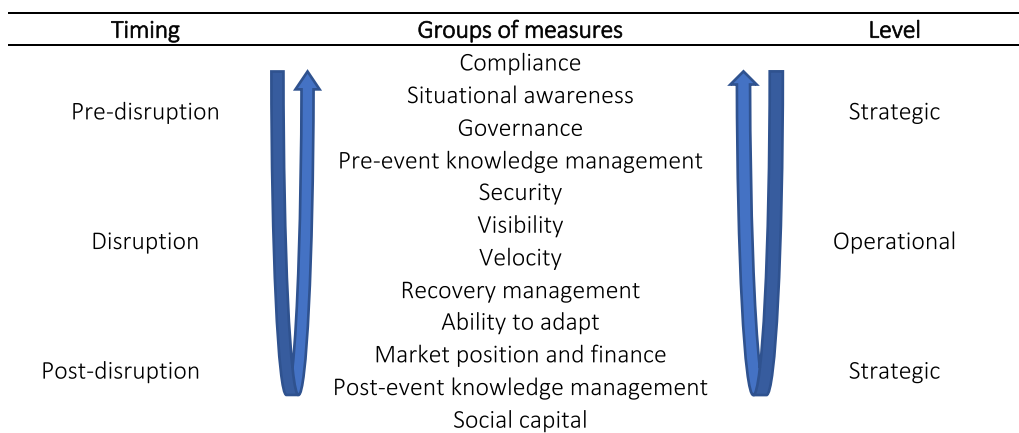 Timing Groups of measures Level
Compliance
Situational awareness
Pre-disruption Strategic
Governance
Pre-event knowledge management
Security
Visibility
Disruption Operational
Velocity
Recovery management
Ability to adapt
Market position and finance
Post-disruption Strategic
Post-event knowledge management
Social capital